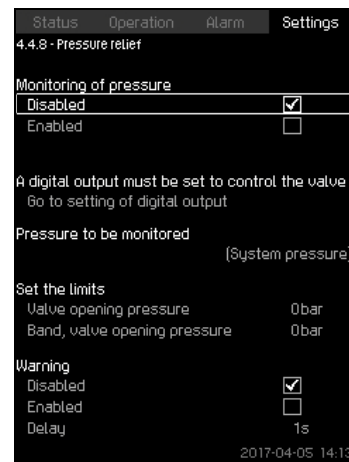 Status Operation Alarm Settings
4.4.8 - Pressure relief
Monitoring of pressure
Disabled
Enabled
A digital output must be set to control the valve
Go to setting of digital output
Pressure to be monitored
(System pressure)
Set the limits
Valve opening pressure 0bar
Band, valve opening pressure 0bar
Warning
Disabled
Enabled
Delay 1s
2017-04-05 14:13